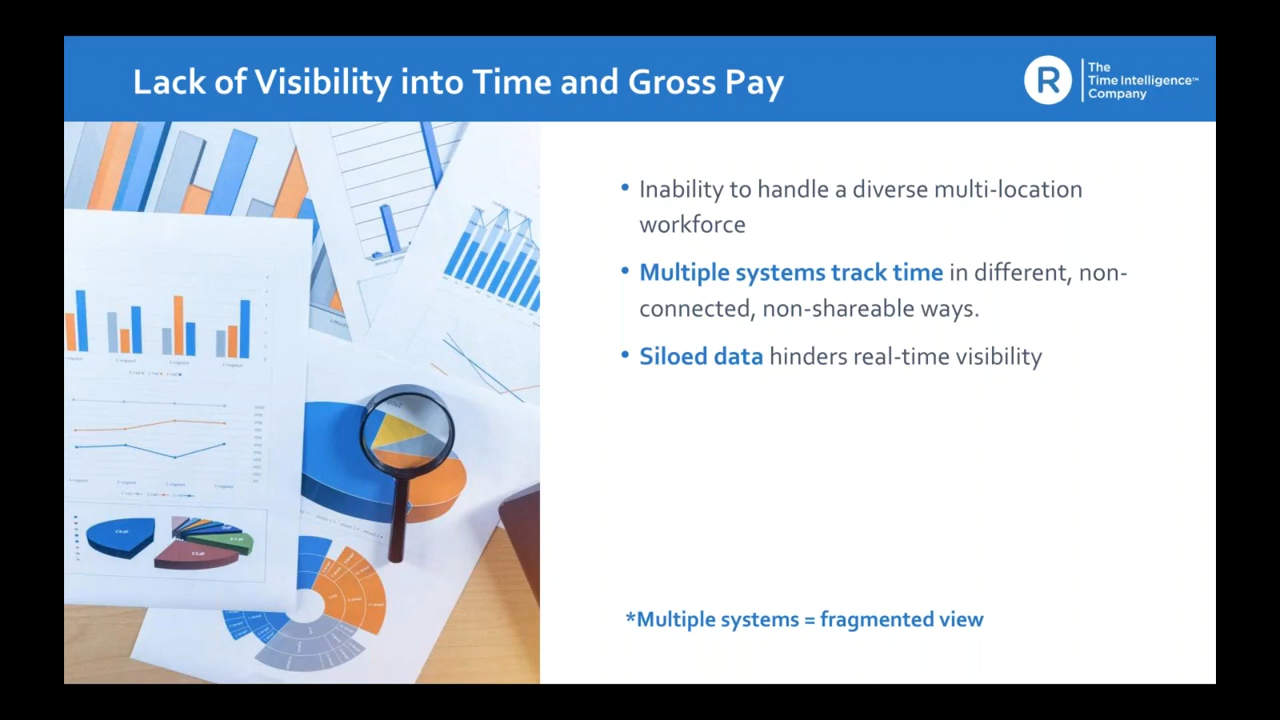 Lack of Visibility into Time and Gross Pay
R
The
Time Intelligence™
Company
• Inability to handle a diverse multi-location
workforce
• Multiple systems track time in different, non-
connected, non-shareable ways.
• Siloed data hinders real-time visibility
*Multiple systems = fragmented view